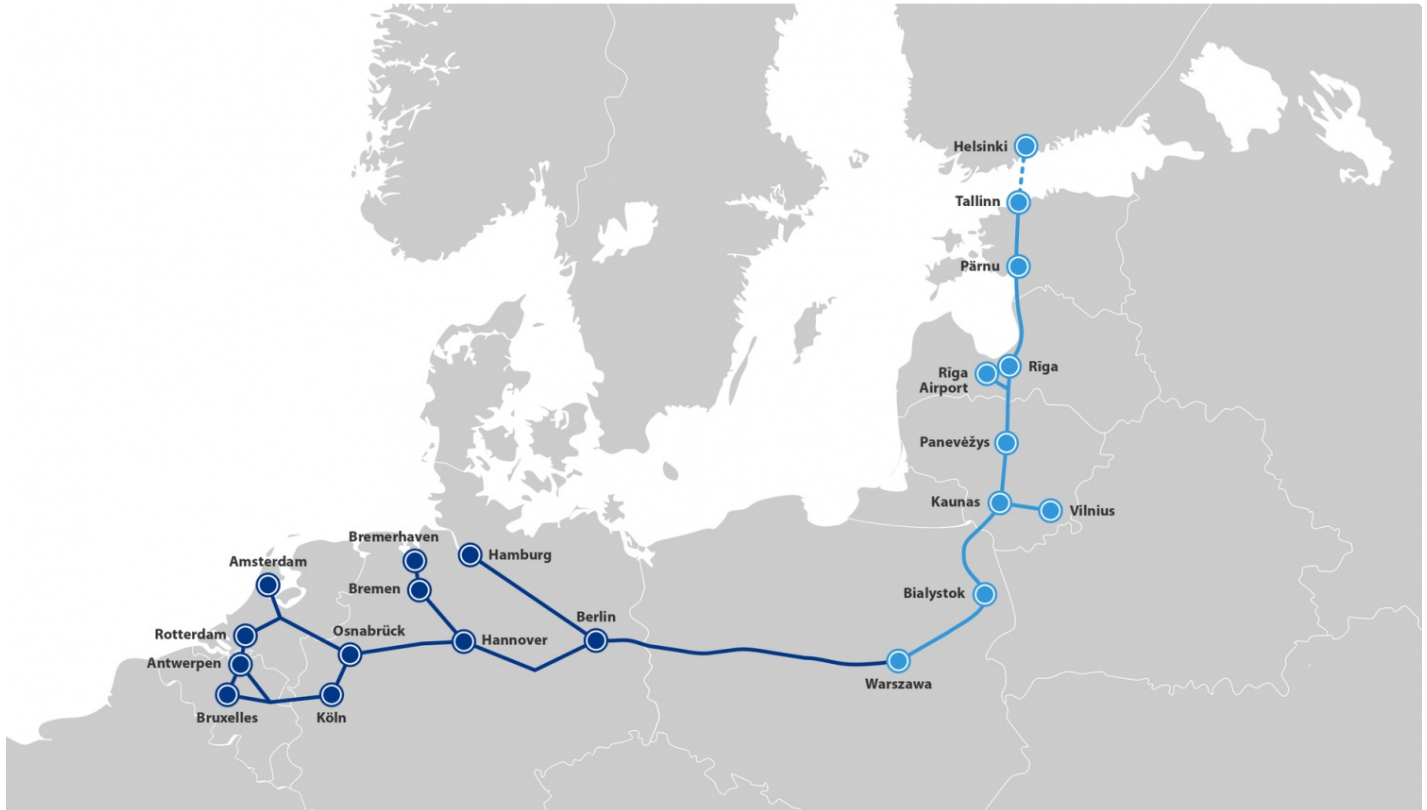 Helsinki
Tallinn
Pärnu
Rīga
Rīga
Airport
Panevėžys
Kaunas
Vilnius
Bremerhaven
Hamburg
Amsterdam
Bremen
Bialystok
Berlin
Rotterdam
Osnabrück
Hannover
Antwerpen
Warszawa
Bruxelles
Köln